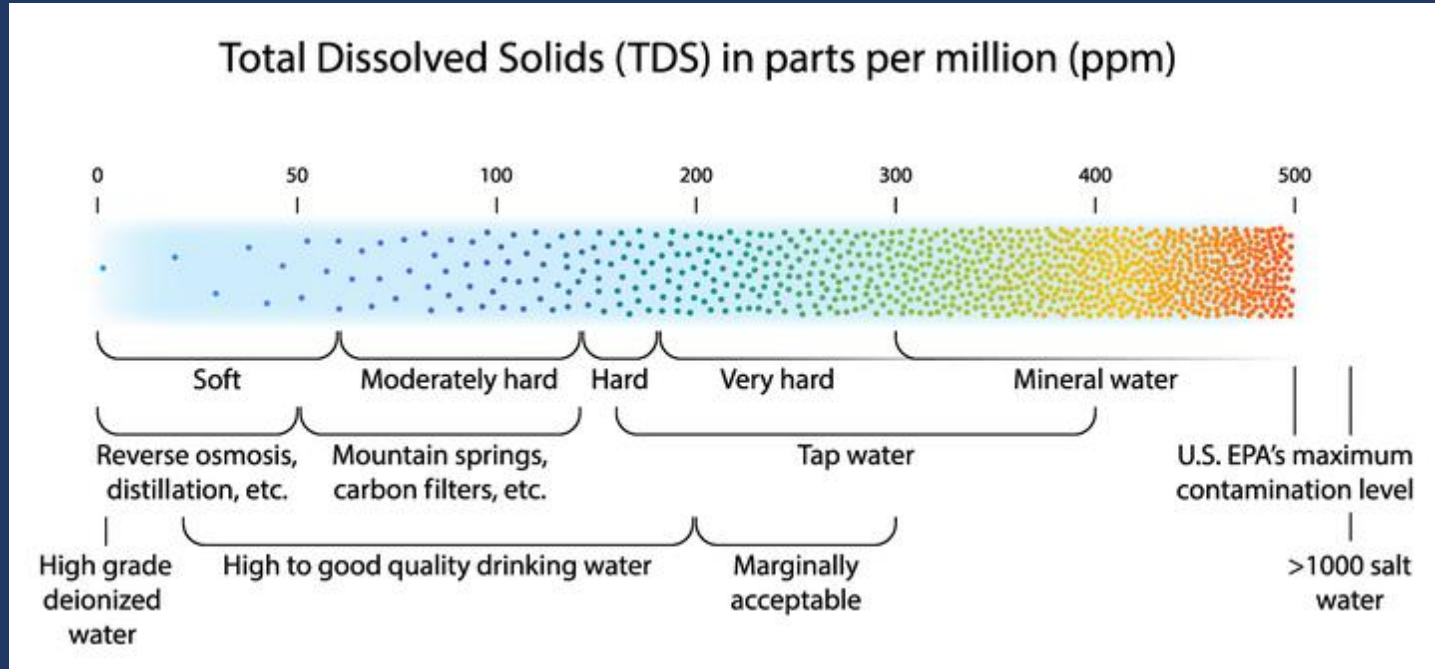 Total Dissolved Solids (TDS) in parts per million (ppm)
0 50 100 200 300 400 500
Soft Moderately hard Hard Very hard Mineral water
Reverse osmosis,
distillation, etc.
Mountain springs,
carbon filters, etc.
Tap water
U.S. EPA's maximum
contamination level
High grade
deionized
water
High to good quality drinking water
Marginally
acceptable
>1000 salt
water